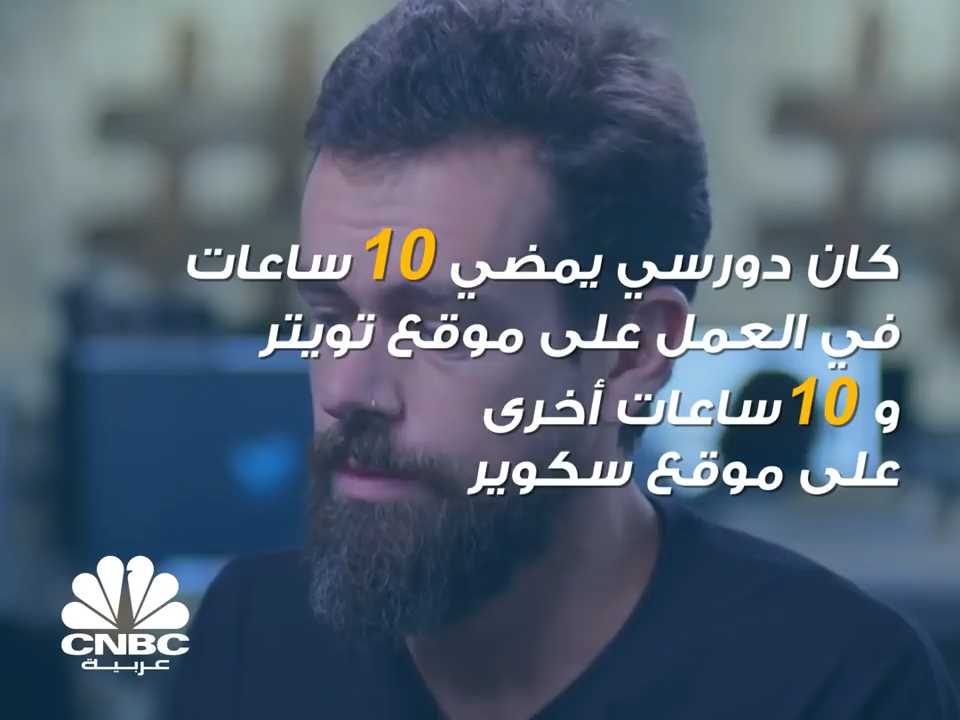 كان دورسي يمضي 10 ساعات
في العمل على موقع تويتر
و 10 ساعات أخرى
على موقع سكوير
CNBC
عربية